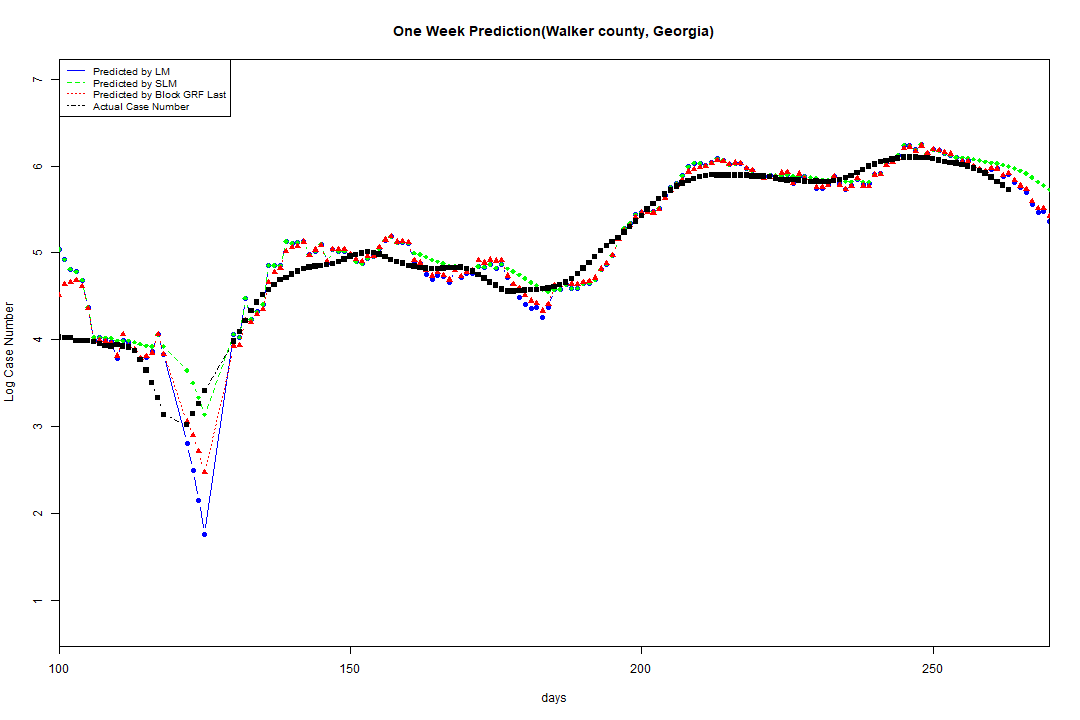 One Week Prediction(Walker county, Georgia)
Predicted by LM
Predicted by SLM
Predicted by Block GRF Last
Actual Case Number
7
6
5
4
3
2
1
Log Case Number
100
150
200
250
days